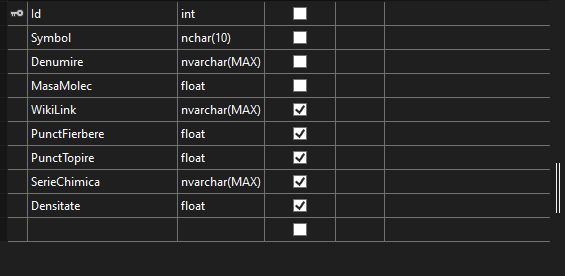 Id int
Symbol nchar(10)
Denumire nvarchar(MAX)
MasaMolec float
WikiLink nvarchar(MAX)
PunctFierbere float
PunctTopire float
SerieChimica nvarchar(MAX)
Densitate float